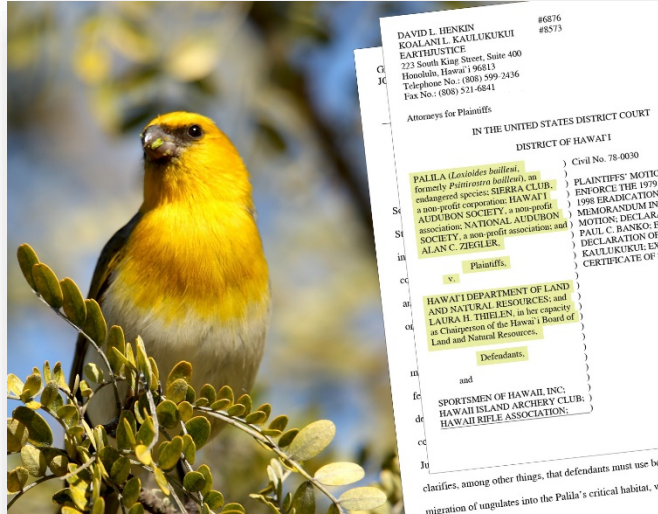 DAVID L. HENKIN #6876
KOALANI L. KAULUKUKUI #8573
EARTHJUSTICE
223 South King Street, Suite 400
Honolulu, Hawai`i 96813
Telephone No.: (808) 599-2436
Fax No.: (808) 521-6841
Attorneys for Plaintiffs
IN THE UNITED STATES DISTRICT COURT
DISTRICT OF HAWAI`I
PALILA (Loxioides bailleui,
formerly Psittirostra bailleui), an
endangered species; SIERRA CLUB,
a non-profit corporation; HAWAI`I
AUDUBON SOCIETY, a non-profit
association; NATIONAL AUDUBON
SOCIETY, a non-profit association; and
ALAN C. ZIEGLER,
Plaintiffs,
v.
HAWAI`I DEPARTMENT OF LAND
AND NATURAL RESOURCES; and
LAURA H. THIELEN, in her capacity
as Chairperson of the Hawai`i Board of
Land and Natural Resources,
Defendants,
and
SPORTSMEN OF HAWAII, INC;
HAWAII ISLAND ARCHERY CLUB;
HAWAII RIFLE ASSOCIATION;
) Civil No. 78-0030
)
) PLAINTIFFS' MOTIO
) ENFORCE THE 1979
) 1998 ERADICATION
) MEMORANDUM IN
) MOTION; DECLARA
) PAUL C. BANKO; E
) DECLARATION OF
) KAULUKUKUI; EX
) CERTIFICATE OF
clarifies, among other things, that defendants must use be
migration of ungulates into the Palila's critical habitat, v